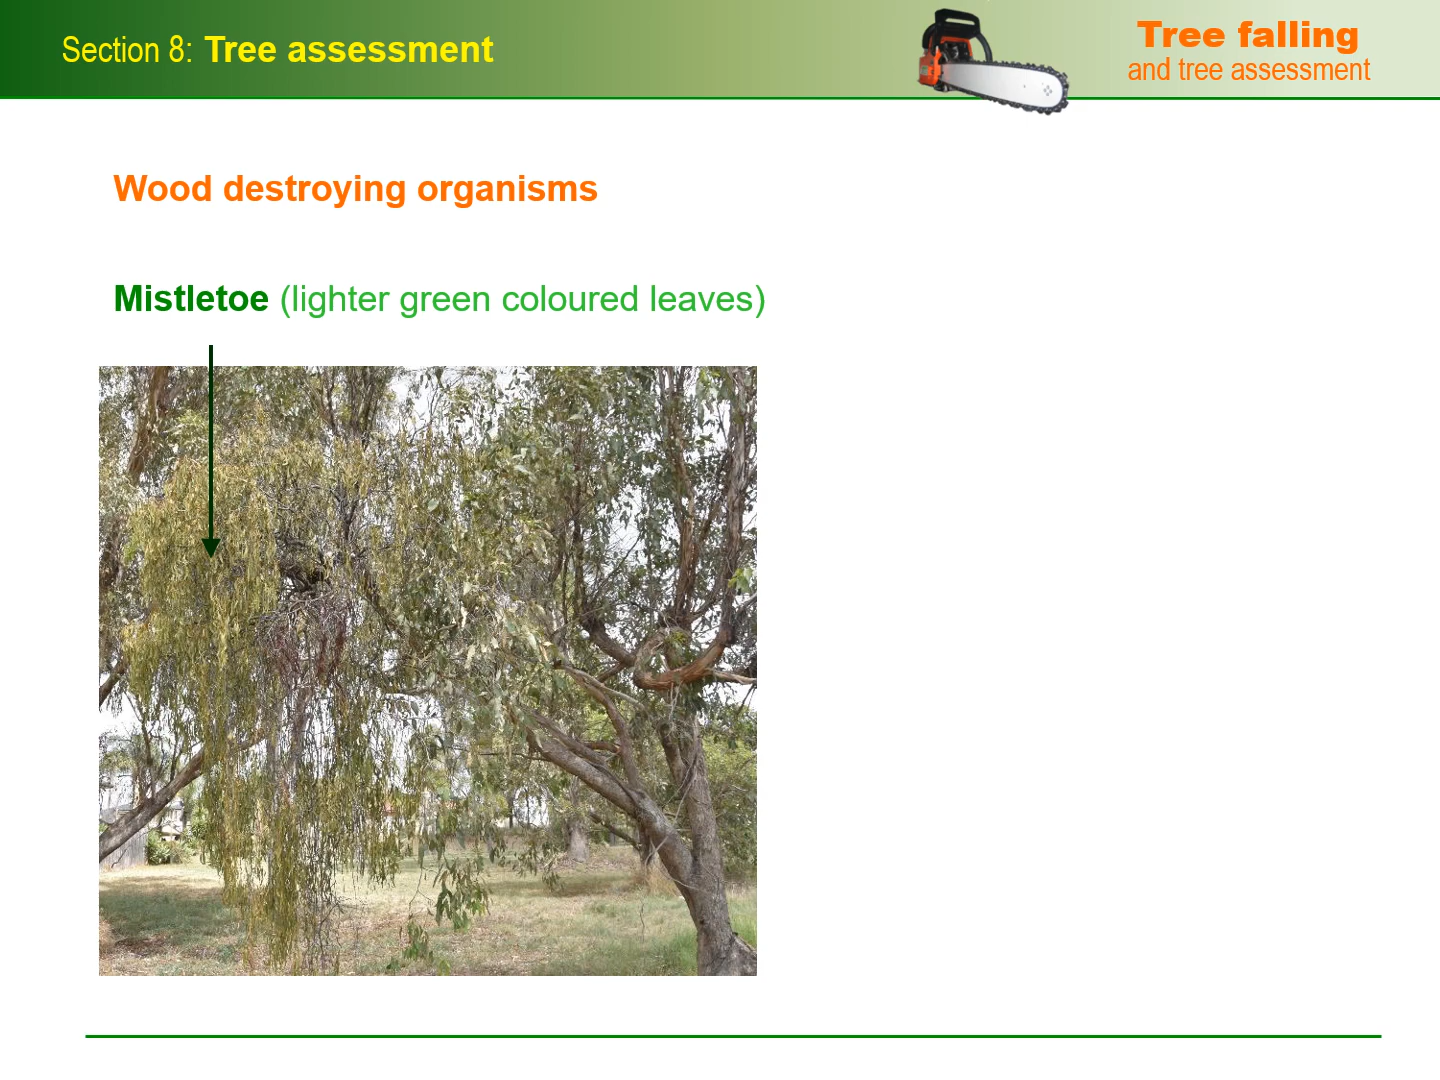 Section 8: Tree assessment
Tree falling
and tree assessment
Wood destroying organisms
Mistletoe (lighter green coloured leaves)